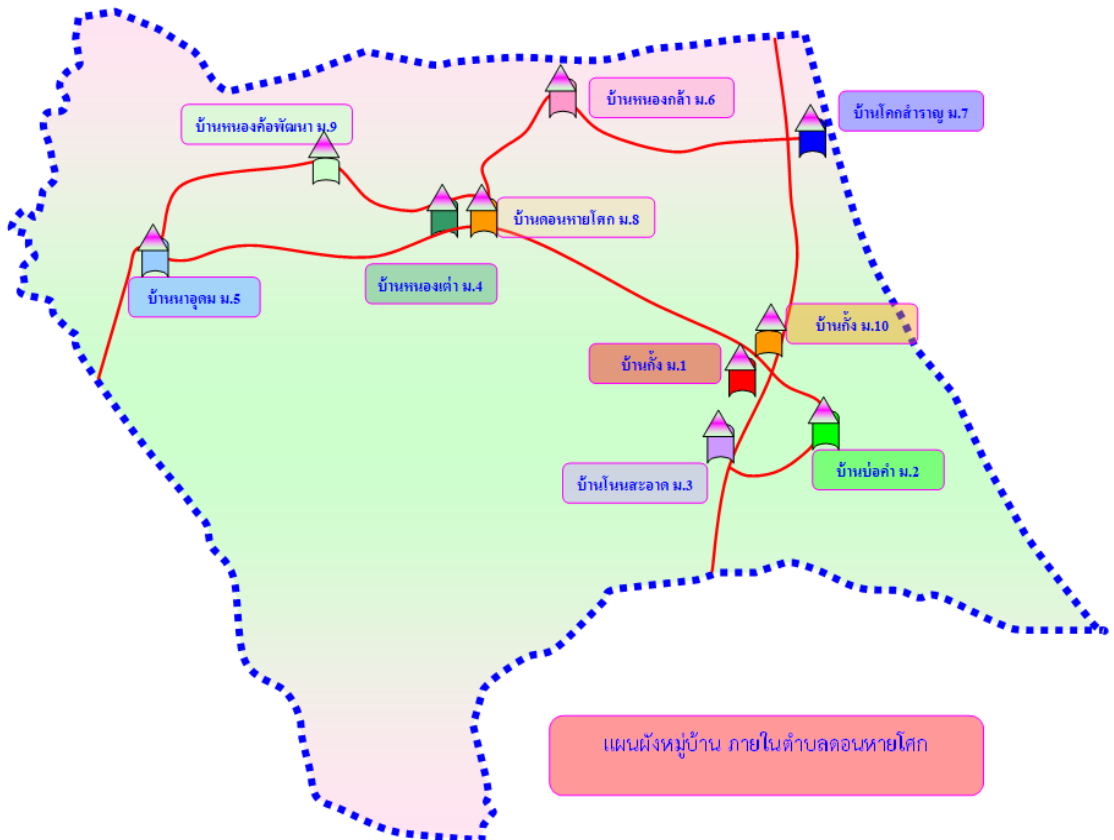 บ้านหนองกล้า ม.6
บ้านโคกสำราญ ม.7
บ้านหนองค้อพัฒนา ม.9
บ้านดอนหายโศก ม.8
บ้านหนองเต่า ม.4
บ้านนาอุดม ม.5
บ้านกั้ง ม.10
บ้านกั้ง ม.1
บ้านบ่อคำ ม.2
บ้านโนนสะอาด ม.3
แผนผังหมู่บ้าน ภายในตำบลดอนหายโศก